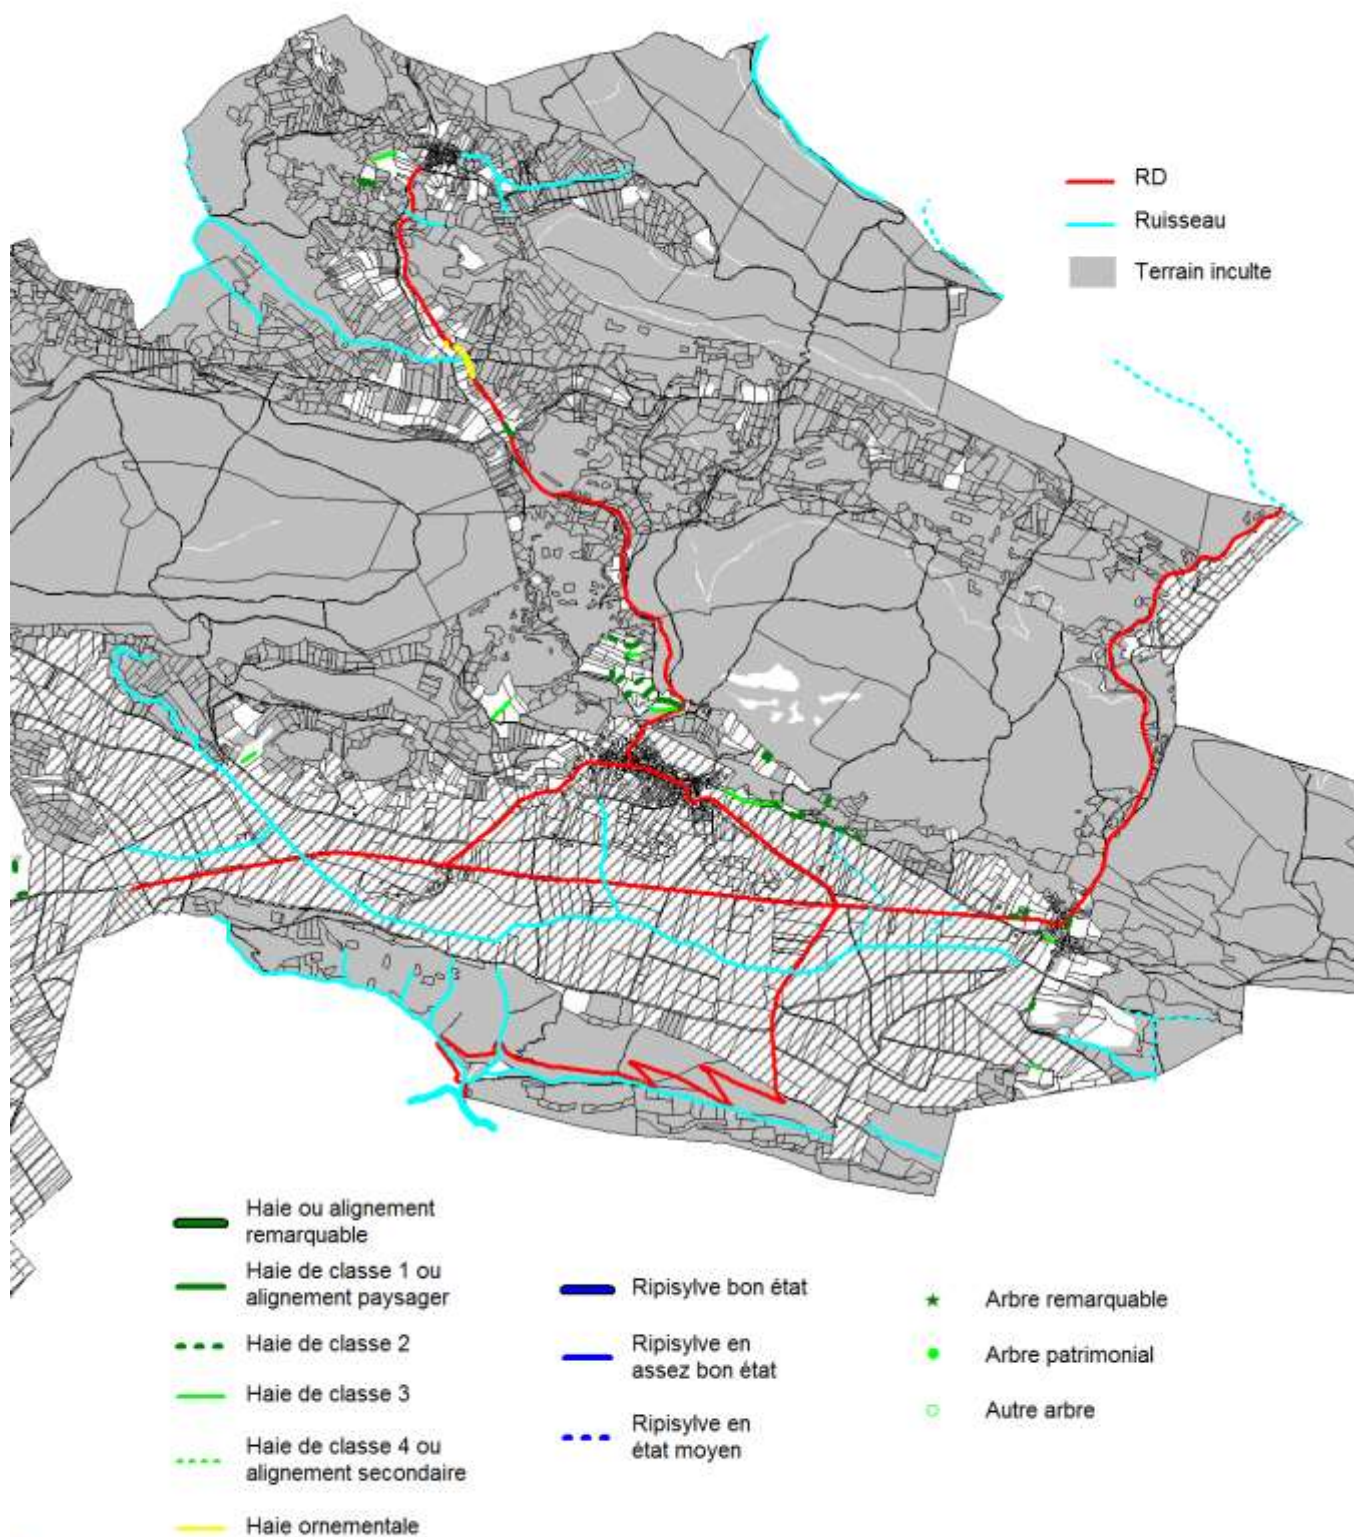 RD
Ruisseau
Terrain inculte
Haie ou alignement
remarquable
Haie de classe 1 ou
alignement paysager
Haie de classe 2
Haie de classe 3
Haie de classe 4 ou
alignement secondaire
Haie ornementale
Ripisylve bon état
Ripisylve en
assez bon état
Ripisylve en
état moyen
Arbre remarquable
Arbre patrimonial
Autre arbre